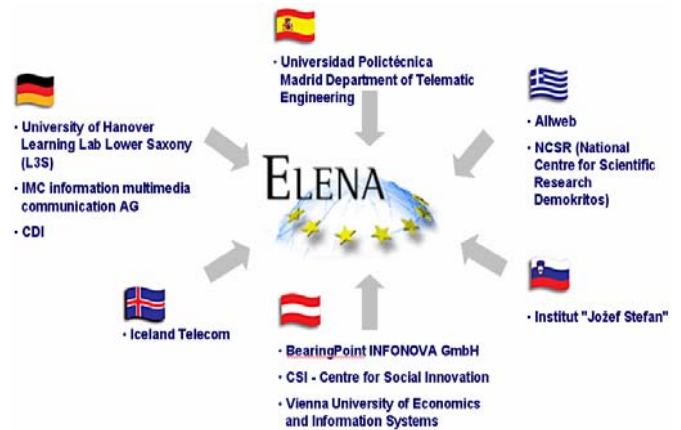 · Universidad Polictécnica
Madrid Department of Telematic
Engineering
· University of Hanover
Learning Lab Lower Saxony
(L3S)
· IMC information multimedia
communication AG
· CDI
· Allweb
· NCSR (National
Centre for Scientific
Research
Demokritos)
ELENA
· Iceland Telecom
· Institut "Jožef Stefan"
· BearingPoint INFONOVA GmbH
· CSI - Centre for Social Innovation
· Vienna University of Economics
and Information Systems